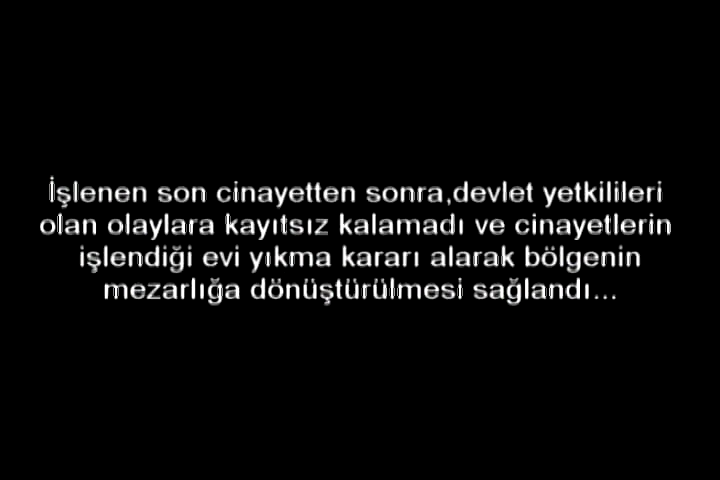 İşlenen son cinayetten sonra,devlet yetkilileri
olan olaylara kayıtsız kalamadı ve cinayetlerin
işlendiği evi yıkma kararı alarak bölgenin
mezarlığa dönüştürülmesi sağlandı...